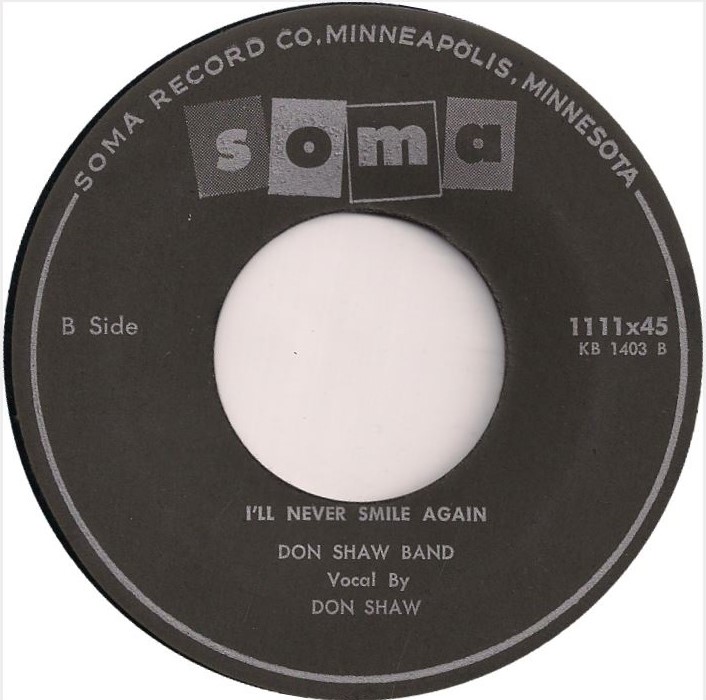 SOMA RECORD CO., MINNEAPOLIS, MINNESOTA
soma
B Side
1111x45
KB 1403 B
I'LL NEVER SMILE AGAIN
DON SHAW BAND
Vocal By
DON SHAW